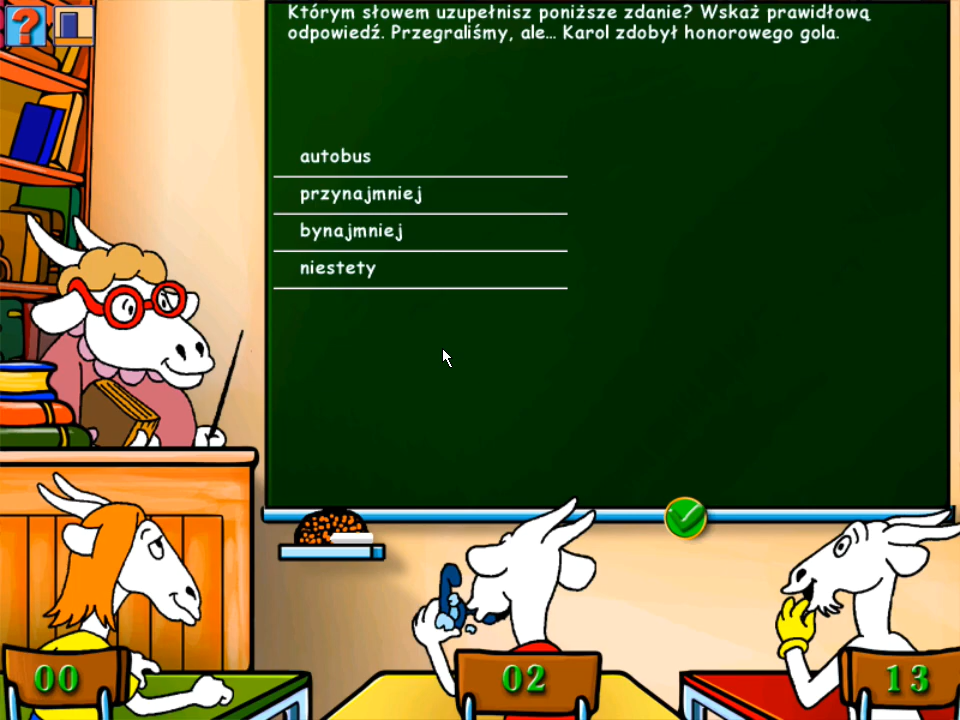 ?
Którym słowem uzupełnisz poniższe zdanie? Wskaż prawidłową
odpowiedź. Przegraliśmy, ale... Karol zdobył honorowego gola.
autobus
przynajmniej
bynajmniej
niestety
00
02
13